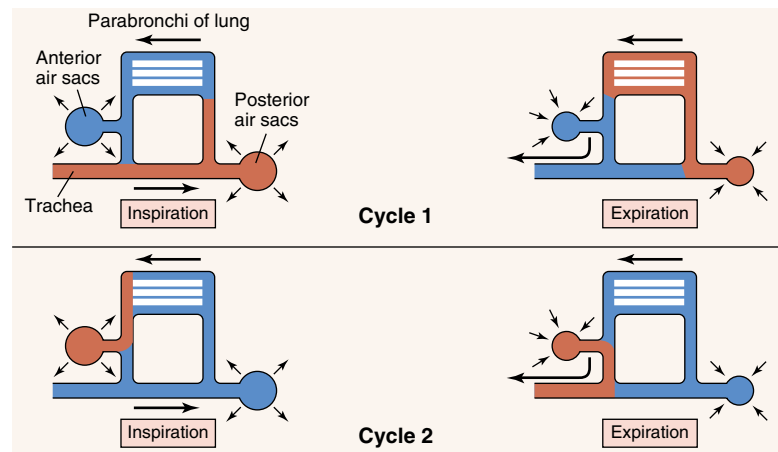 Parabronchi of lung
Anterior
air sacs
Posterior
air sacs
Trachea
Inspiration
Cycle 1
Expiration
Inspiration
Cycle 2
Expiration